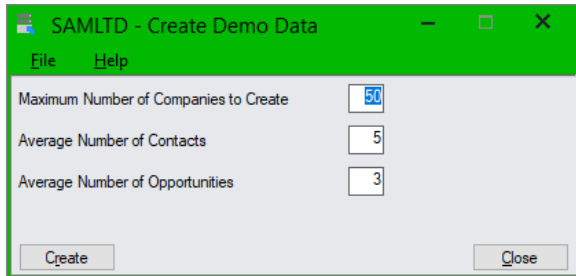 SAMLTD - Create Demo Data
File Help
Maximum Number of Companies to Create 50
Average Number of Contacts 5
Average Number of Opportunities 3
Create Close